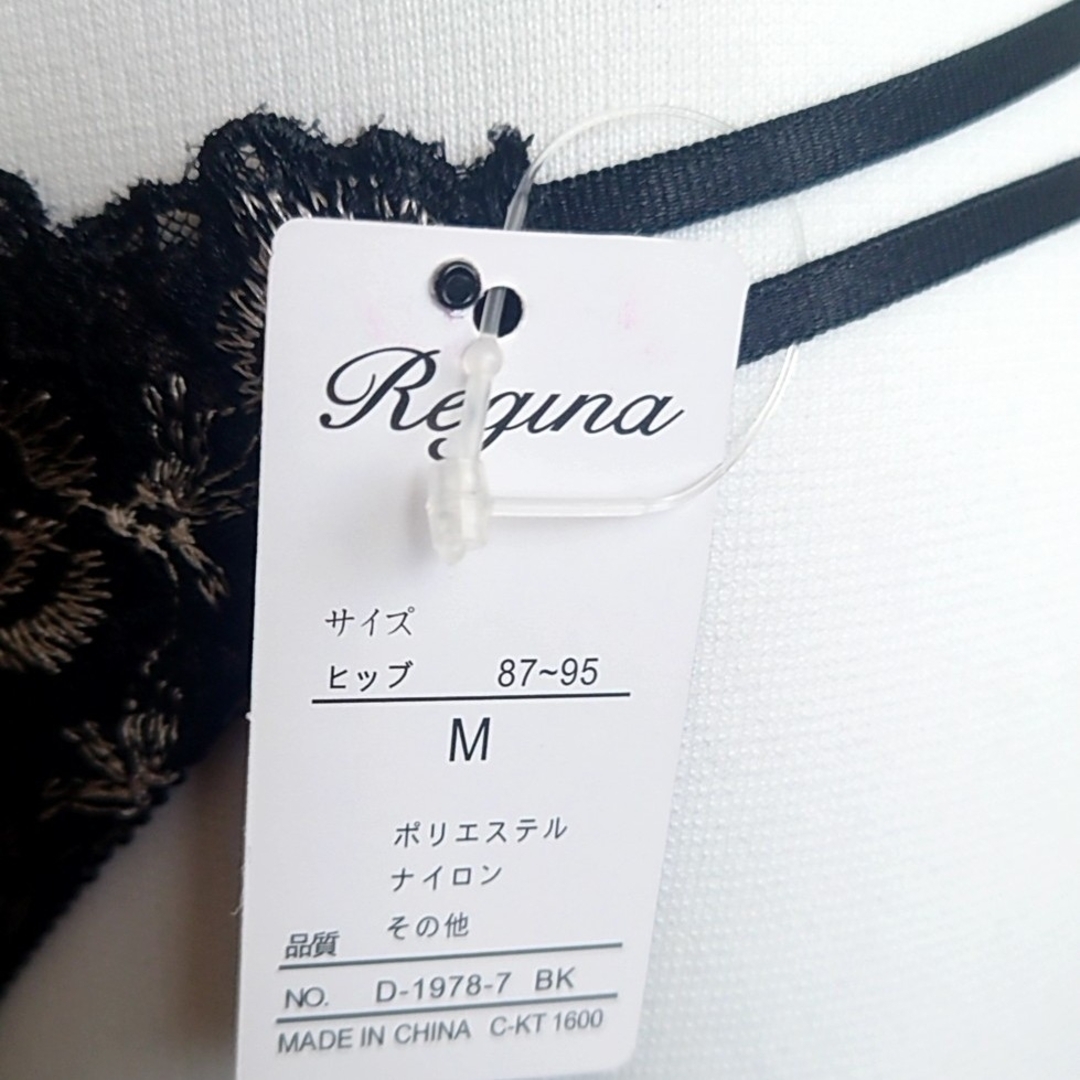 Regina
サイズ
ヒップ 87~95
M
ポリエステル
ナイロン
その他
品質
NO. D-1978-7 BK
MADE IN CHINA C-KT 1600